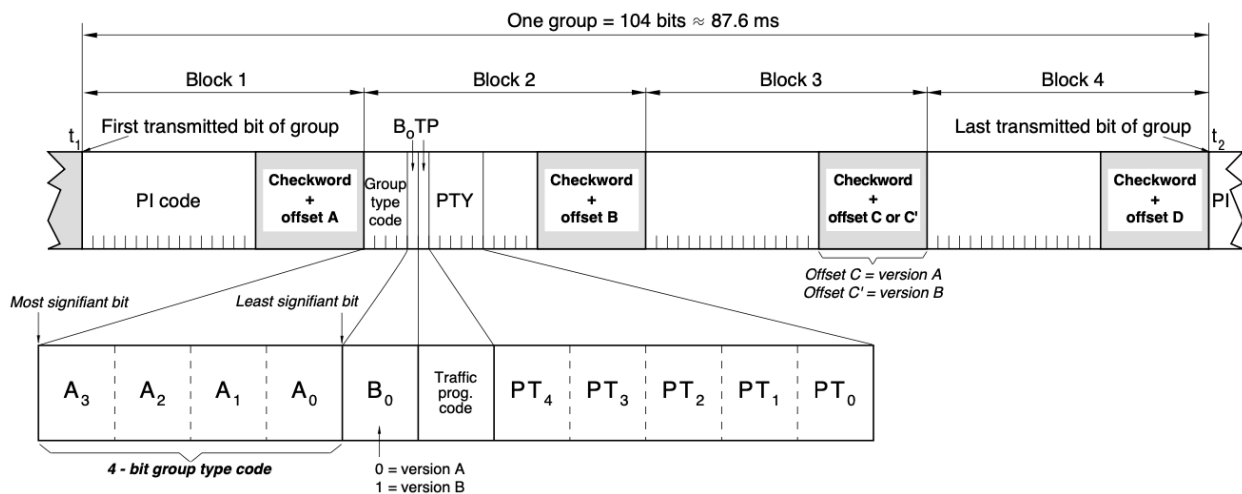 One group = 104 bits ≈ 87.6 ms
Block 1
Block 2
Block 3
Block 4
t1
First transmitted bit of group
B0 TP
Last transmitted bit of group
t2
PI code
Checkword
+
offset A
Group
type
code
PTY
Checkword
+
offset B
Checkword
+
offset C or C'
Checkword
+
offset D
PI
Offset C = version A
Offset C' = version B
Most signifiant bit
Least signifiant bit
A3
A2
A1
A0
B0
Traffic
prog.
code
PT4
PT3
PT2
PT1
PT0
4 - bit group type code
0 = version A
1 = version B